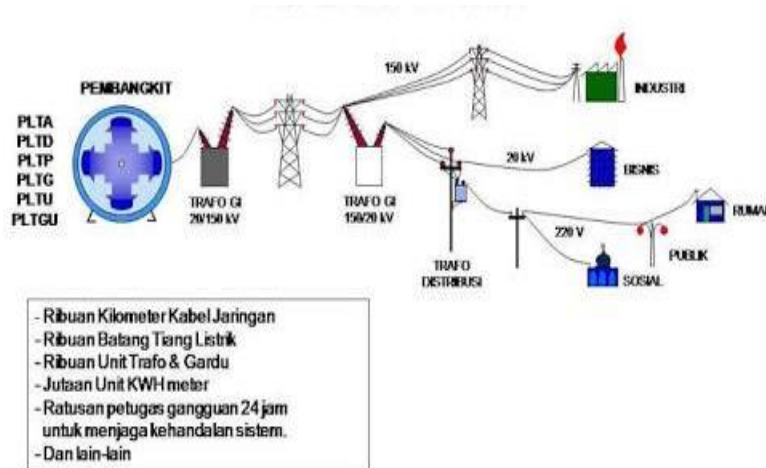 150 kV
PEMBANGKIT
INDUSTRI
PLTA
PLTD
PLTP
PLTG
PLTU
PLTGU
20 kV
BISNIS
TRAFO GI
20/150 kV
TRAFO GI
150/20 kV
RUMAH
220 V
PUBLIK
TRAFO
DISTRIBUSI
SOSIAL
- Ribuan Kilometer Kabel Jaringan
- Ribuan Batang Tiang Listrik
- Ribuan Unit Trafo & Gardu
- Jutaan Unit KWH meter
- Ratusan petugas gangguan 24 jam
untuk menjaga kehandalan sistem.
- Dan lain-lain